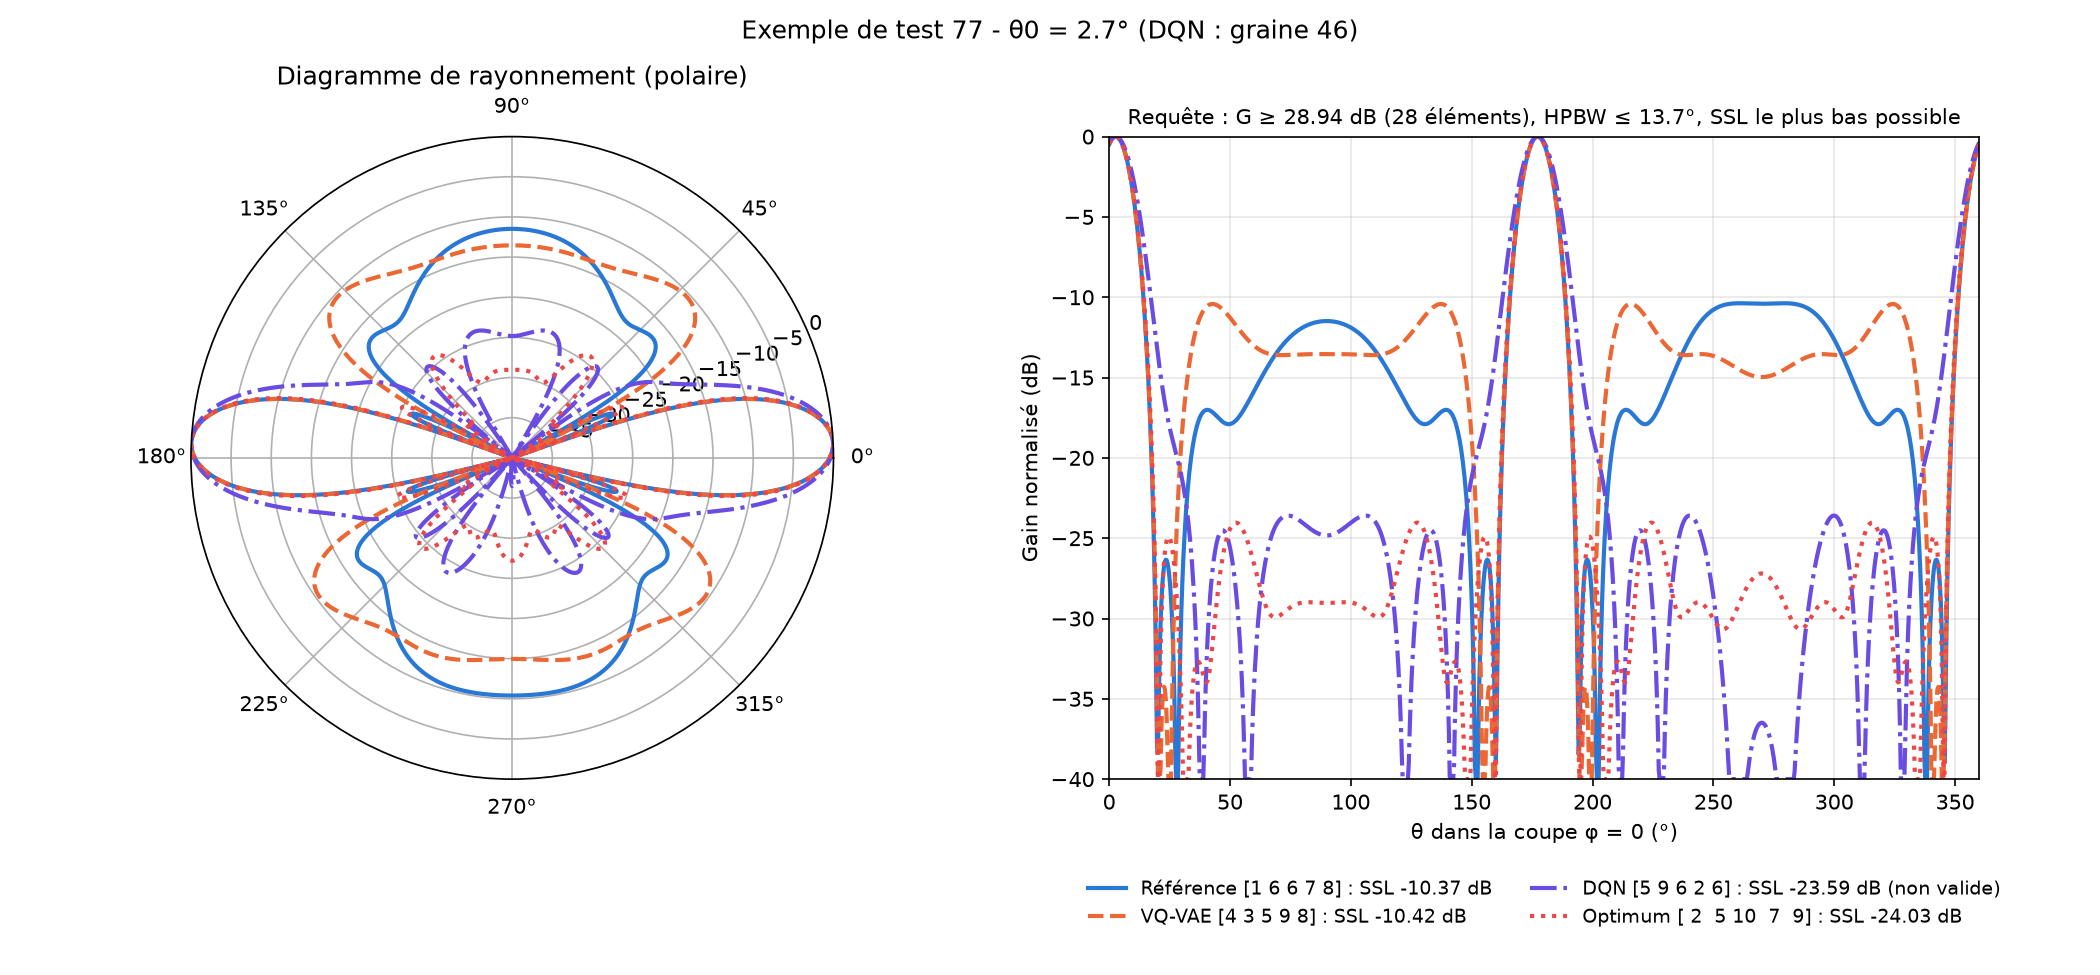 Exemple de test 77 - θ0 = 2.7° (DQN : graine 46)
Diagramme de rayonnement (polaire)
90°
135°
45°
180°
0°
225°
315°
270°
0
−5
−10
−15
−20
−25
Requête : G ≥ 28.94 dB (28 éléments), HPBW ≤ 13.7°, SSL le plus bas possible
Gain normalisé (dB)
0
−5
−10
−15
−20
−25
−30
−35
−40
0 50 100 150 200 250 300 350
θ dans la coupe φ = 0 (°)
Référence [1 6 6 7 8] : SSL -10.37 dB
VQ-VAE [4 3 5 9 8] : SSL -10.42 dB
DQN [5 9 6 2 6] : SSL -23.59 dB (non valide)
Optimum [ 2  5 10  7  9] : SSL -24.03 dB